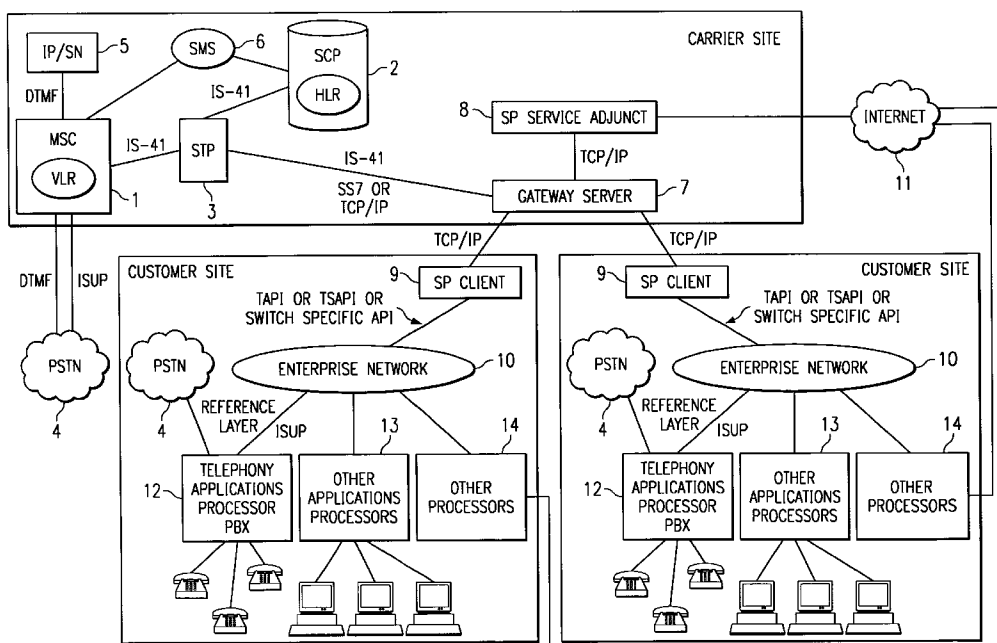 CARRIER SITE
IP/SN
5
SMS
6
SCP
HLR
2
DTMF
IS-41
MSC
VLR
1
IS-41
STP
3
IS-41
SS7 OR
TCP/IP
8
SP SERVICE ADJUNCT
TCP/IP
GATEWAY SERVER
7
INTERNET
11
DTMF
ISUP
PSTN
4
TCP/IP
TCP/IP
CUSTOMER SITE
9
SP CLIENT
TAPI OR TSAPI OR
SWITCH SPECIFIC API
PSTN
4
ENTERPRISE NETWORK
10
REFERENCE
LAYER
ISUP
13
14
12
TELEPHONY
APPLICATIONS
PROCESSOR
PBX
OTHER
APPLICATIONS
PROCESSORS
OTHER
PROCESSORS
CUSTOMER SITE
9
SP CLIENT
TAPI OR TSAPI OR
SWITCH SPECIFIC API
PSTN
4
ENTERPRISE NETWORK
10
REFERENCE
LAYER
ISUP
13
14
12
TELEPHONY
APPLICATIONS
PROCESSOR
PBX
OTHER
APPLICATIONS
PROCESSORS
OTHER
PROCESSORS